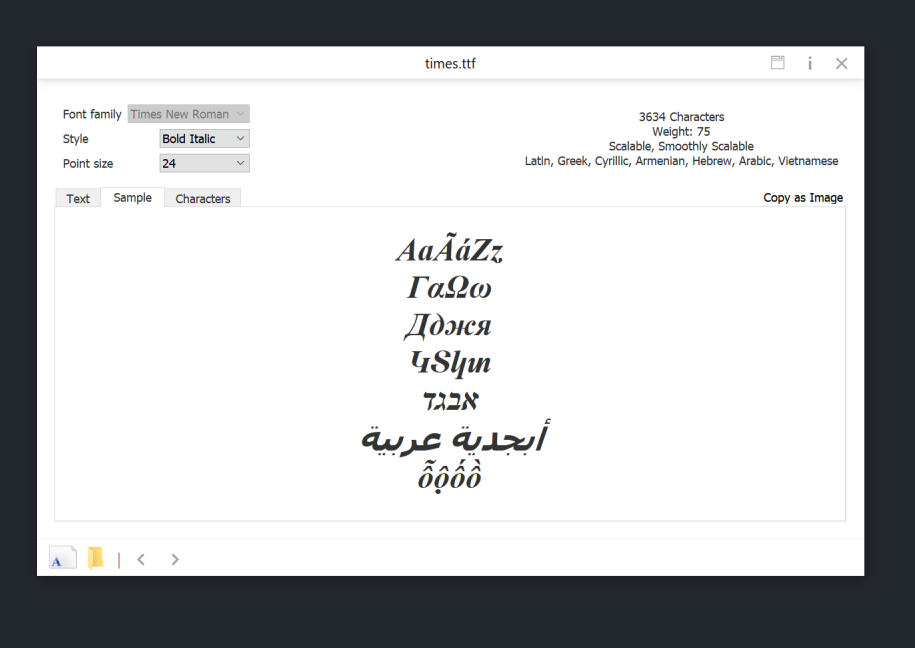 times.ttf
Font family Times New Roman
Style Bold Italic
Point size 24
3634 Characters
Weight: 75
Scalable, Smoothly Scalable
Latin, Greek, Cyrillic, Armenian, Hebrew, Arabic, Vietnamese
Text Sample Characters
Copy as Image
AaÃáZz
ΓαΩω
Дджя
ԿՏկտ
אבגד
أبجدية عربية
ỗộốồ
A